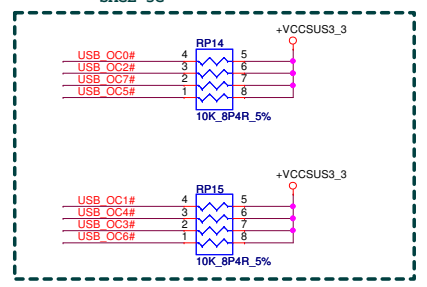 +VCCSUS3_3
RP14
USB_OC0# 4 5
USB_OC2# 3 6
USB_OC7# 2 7
USB_OC5# 1 8
10K_8P4R_5%
+VCCSUS3_3
RP15
USB_OC1# 4 5
USB_OC4# 3 6
USB_OC3# 2 7
USB_OC6# 1 8
10K_8P4R_5%